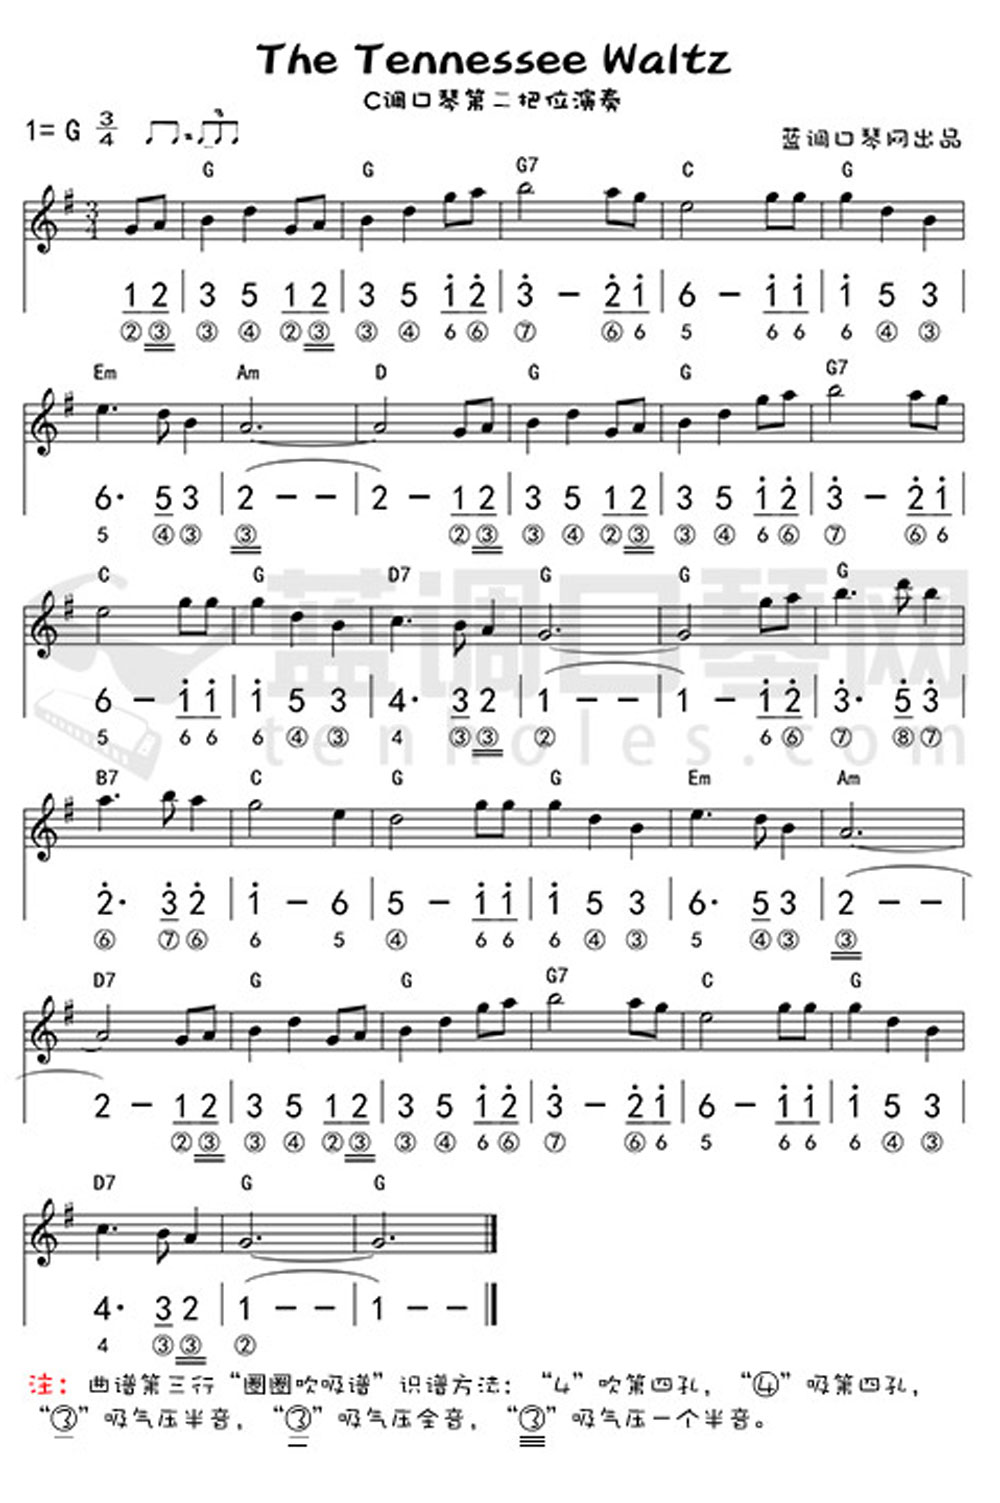 The Tennessee Waltz
C调口琴第二把位演奏
1= G 3/4 3
蓝调口琴网出品
G G G7 C G
3/4
1 2 | 3 5 1 2 | 3 5 i 2̇ | 3̇ – 2̇ i | 6 – i i | i 5 3
② ③ ③ ④ ② ③ ③ ④ 6 ⑥ ⑦ ⑥ 6 5 6 6 6 ④ ③
Em Am D G G G7
6· 5 3 | 2 – – | 2 – 1 2 | 3 5 1 2 | 3 5 i 2̇ | 3̇ – 2̇ i
5 ④ ③ ③ ② ③ ③ ④ ② ③ ③ ④ 6 ⑥ ⑦ ⑥ 6
C G D7 G G G
蓝调口琴网
6 – i i | i 5 3 | 4· 3 2 | 1 – – | 1 – i 2̇ | 3̇· 5̇ 3̇
tenholes.com
5 6 6 6 ④ ③ 4 ③ ③ ② 6 ⑥ ⑦ ⑧ ⑦
B7 C G G Em Am
2̇· 3̇ 2̇ | i – 6 | 5 – i i | i 5 3 | 6· 5 3 | 2 – –
⑥ ⑦ ⑥ 6 5 ④ 6 6 6 ④ ③ 5 ④ ③ ③
D7 G G G7 C G
2 – 1 2 | 3 5 1 2 | 3 5 i 2̇ | 3̇ – 2̇ i | 6 – i i | i 5 3
② ③ ③ ④ ② ③ ③ ④ 6 ⑥ ⑦ ⑥ 6 5 6 6 6 ④ ③
D7 G G
4· 3 2 | 1 – – | 1 – –
4 ③ ③ ②
注：曲谱第三行“圈圈吹吸谱”识谱方法：“4”吹第四孔，“④”吸第四孔，
“③”吸气压半音，“③”吸气压全音，“③”吸气压一个半音。